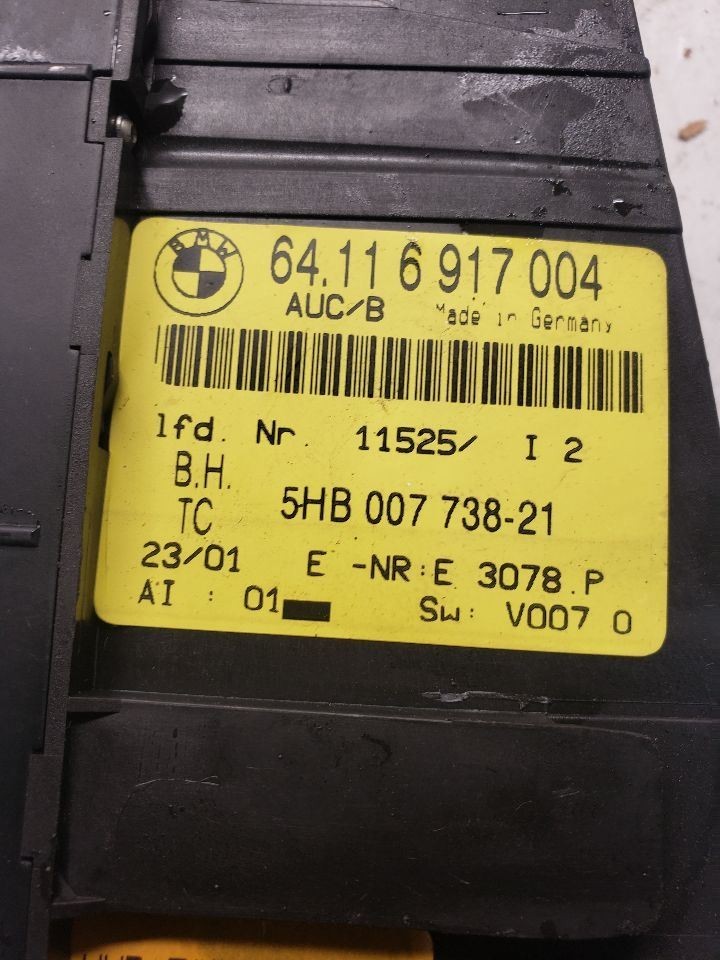 BMW
64.11 6 917 004
AUC/B Made in Germany
lfd. Nr. 11525/ I 2
B.H.
TC 5HB 007 738-21
23/01 E -NR:E 3078.P
AI : 01 Sw: V007 0